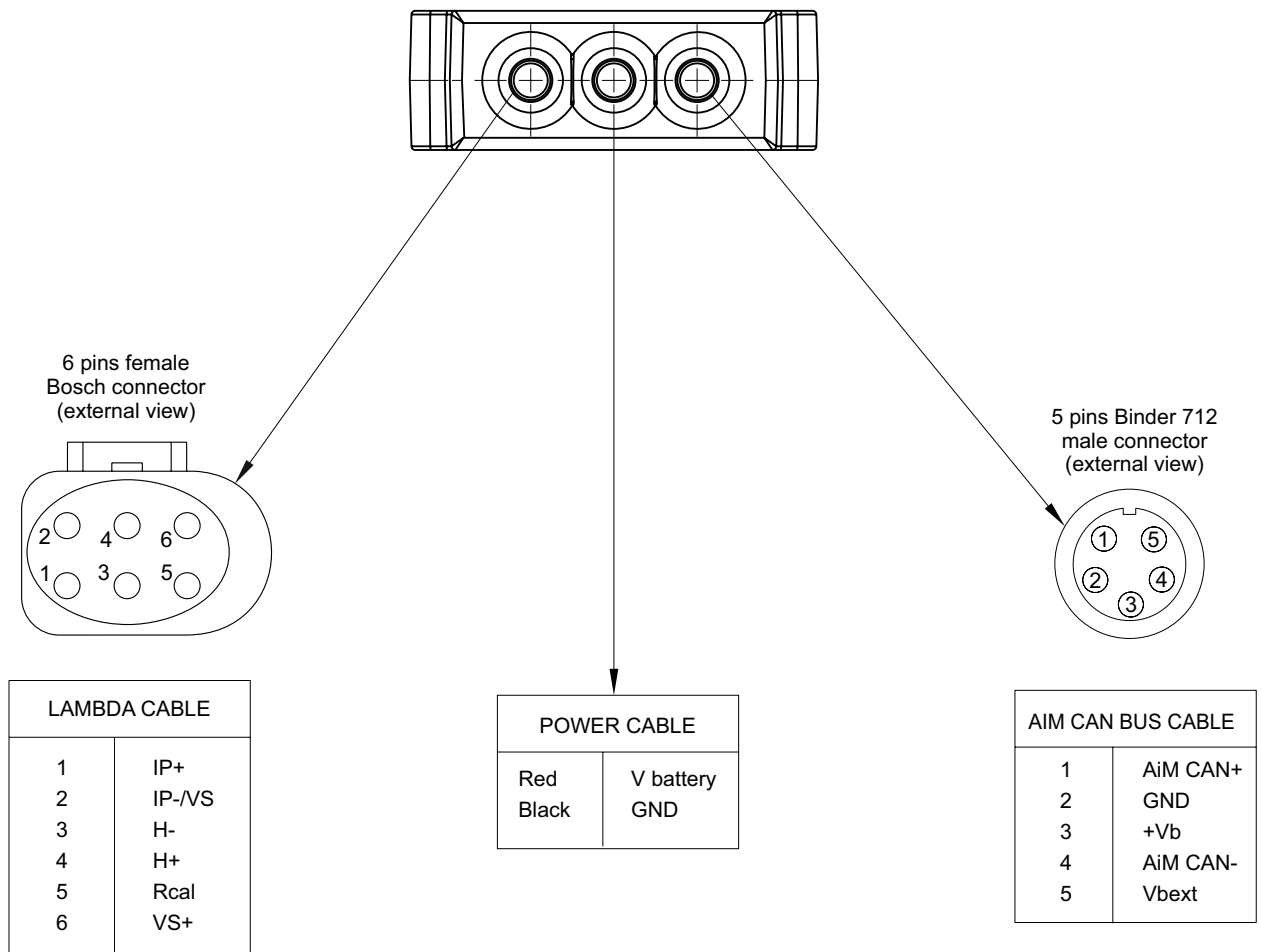 6 pins female
Bosch connector
(external view)
5 pins Binder 712
male connector
(external view)
2 4 6
1 3 5
1 5
2 4
3
LAMBDA CABLE
1 IP+
2 IP-/VS
3 H-
4 H+
5 Rcal
6 VS+
POWER CABLE
Red V battery
Black GND
AIM CAN BUS CABLE
1 AiM CAN+
2 GND
3 +Vb
4 AiM CAN-
5 Vbext